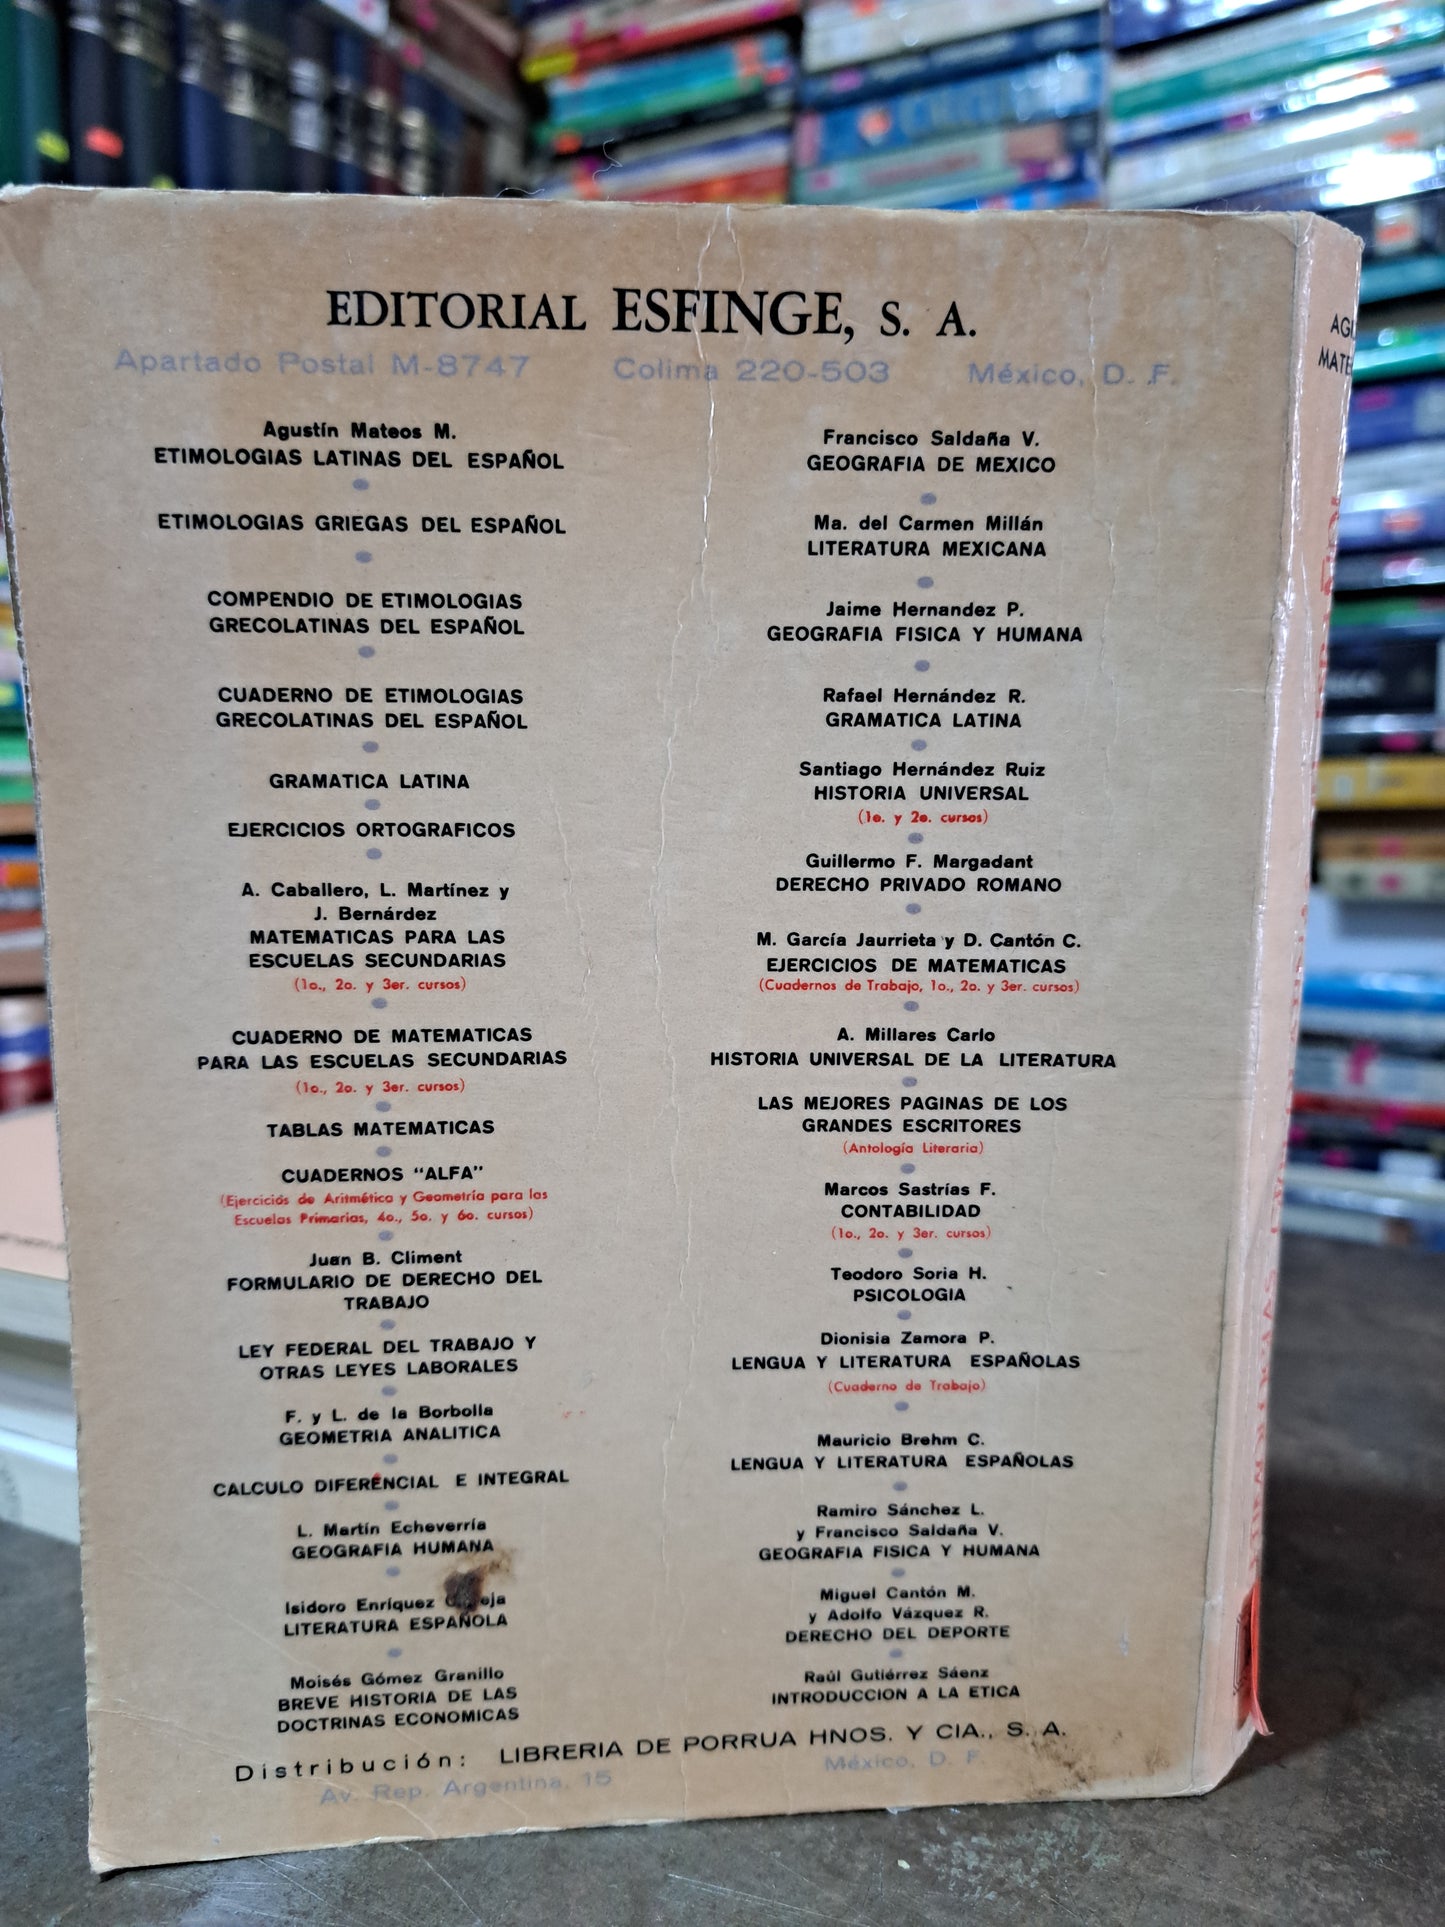 EDITORIAL ESFINGE, S. A.
Apartado Postal M-8747 Colima 220-503 México, D. F.
Agustín Mateos M.
ETIMOLOGIAS LATINAS DEL ESPAÑOL
ETIMOLOGIAS GRIEGAS DEL ESPAÑOL
COMPENDIO DE ETIMOLOGIAS
GRECOLATINAS DEL ESPAÑOL
CUADERNO DE ETIMOLOGIAS
GRECOLATINAS DEL ESPAÑOL
GRAMATICA LATINA
EJERCICIOS ORTOGRAFICOS
A. Caballero, L. Martínez y
J. Bernárdez
MATEMATICAS PARA LAS
ESCUELAS SECUNDARIAS
(1o., 2o. y 3er. cursos)
CUADERNO DE MATEMATICAS
PARA LAS ESCUELAS SECUNDARIAS
(1o., 2o. y 3er. cursos)
TABLAS MATEMATICAS
CUADERNOS "ALFA"
(Ejercicios de Aritmética y Geometría para las
Escuelas Primarias, 4o., 5o. y 6o. cursos)
Juan B. Climent
FORMULARIO DE DERECHO DEL
TRABAJO
LEY FEDERAL DEL TRABAJO Y
OTRAS LEYES LABORALES
F. y L. de la Borbolla
GEOMETRIA ANALITICA
CALCULO DIFERENCIAL E INTEGRAL
L. Martín Echeverría
GEOGRAFIA HUMANA
Isidoro Enríquez
LITERATURA ESPAÑOLA
Moisés Gómez Granillo
BREVE HISTORIA DE LAS
DOCTRINAS ECONOMICAS
Francisco Saldaña V.
GEOGRAFIA DE MEXICO
Ma. del Carmen Millán
LITERATURA MEXICANA
Jaime Hernandez P.
GEOGRAFIA FISICA Y HUMANA
Rafael Hernández R.
GRAMATICA LATINA
Santiago Hernández Ruiz
HISTORIA UNIVERSAL
(1o. y 2o. cursos)
Guillermo F. Margadant
DERECHO PRIVADO ROMANO
M. García Jaurrieta y D. Cantón C.
EJERCICIOS DE MATEMATICAS
(Cuadernos de Trabajo, 1o., 2o. y 3er. cursos)
A. Millares Carlo
HISTORIA UNIVERSAL DE LA LITERATURA
LAS MEJORES PAGINAS DE LOS
GRANDES ESCRITORES
(Antología Literaria)
Marcos Sastrías F.
CONTABILIDAD
(1o., 2o. y 3er. cursos)
Teodoro Soria H.
PSICOLOGIA
Dionisia Zamora P.
LENGUA Y LITERATURA ESPAÑOLAS
(Cuaderno de Trabajo)
Mauricio Brehm C.
LENGUA Y LITERATURA ESPAÑOLAS
Ramiro Sánchez L.
y Francisco Saldaña V.
GEOGRAFIA FISICA Y HUMANA
Miguel Cantón M.
y Adolfo Vázquez R.
DERECHO DEL DEPORTE
Raúl Gutiérrez Sáenz
INTRODUCCION A LA ETICA
Distribución: LIBRERIA DE PORRUA HNOS. Y CIA., S. A.
Av. Rep. Argentina, 15 México, D. F.